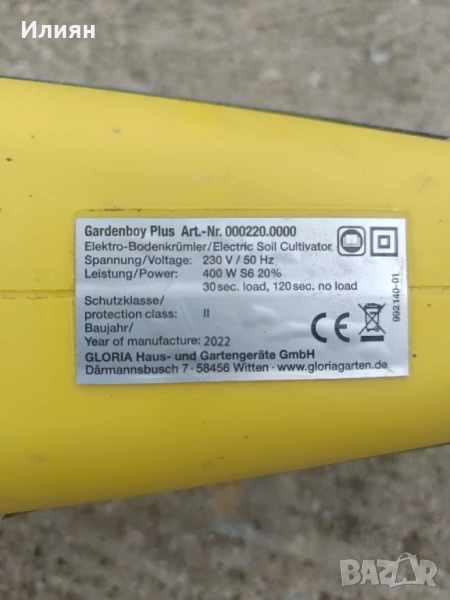 Илиян
Gardenboy Plus Art.-Nr. 000220.0000
Elektro-Bodenkrümler/Electric Soil Cultivator
Spannung/Voltage: 230 V / 50 Hz
Leistung/Power: 400 W S6 20%
30 sec. load, 120 sec. no load
Schutzklasse/
protection class: II
Baujahr/
Year of manufacture: 2022
GLORIA Haus- und Gartengeräte GmbH
Därmannsbusch 7 · 58456 Witten · www.gloriagarten.de
CE
992140-01
BAZAR